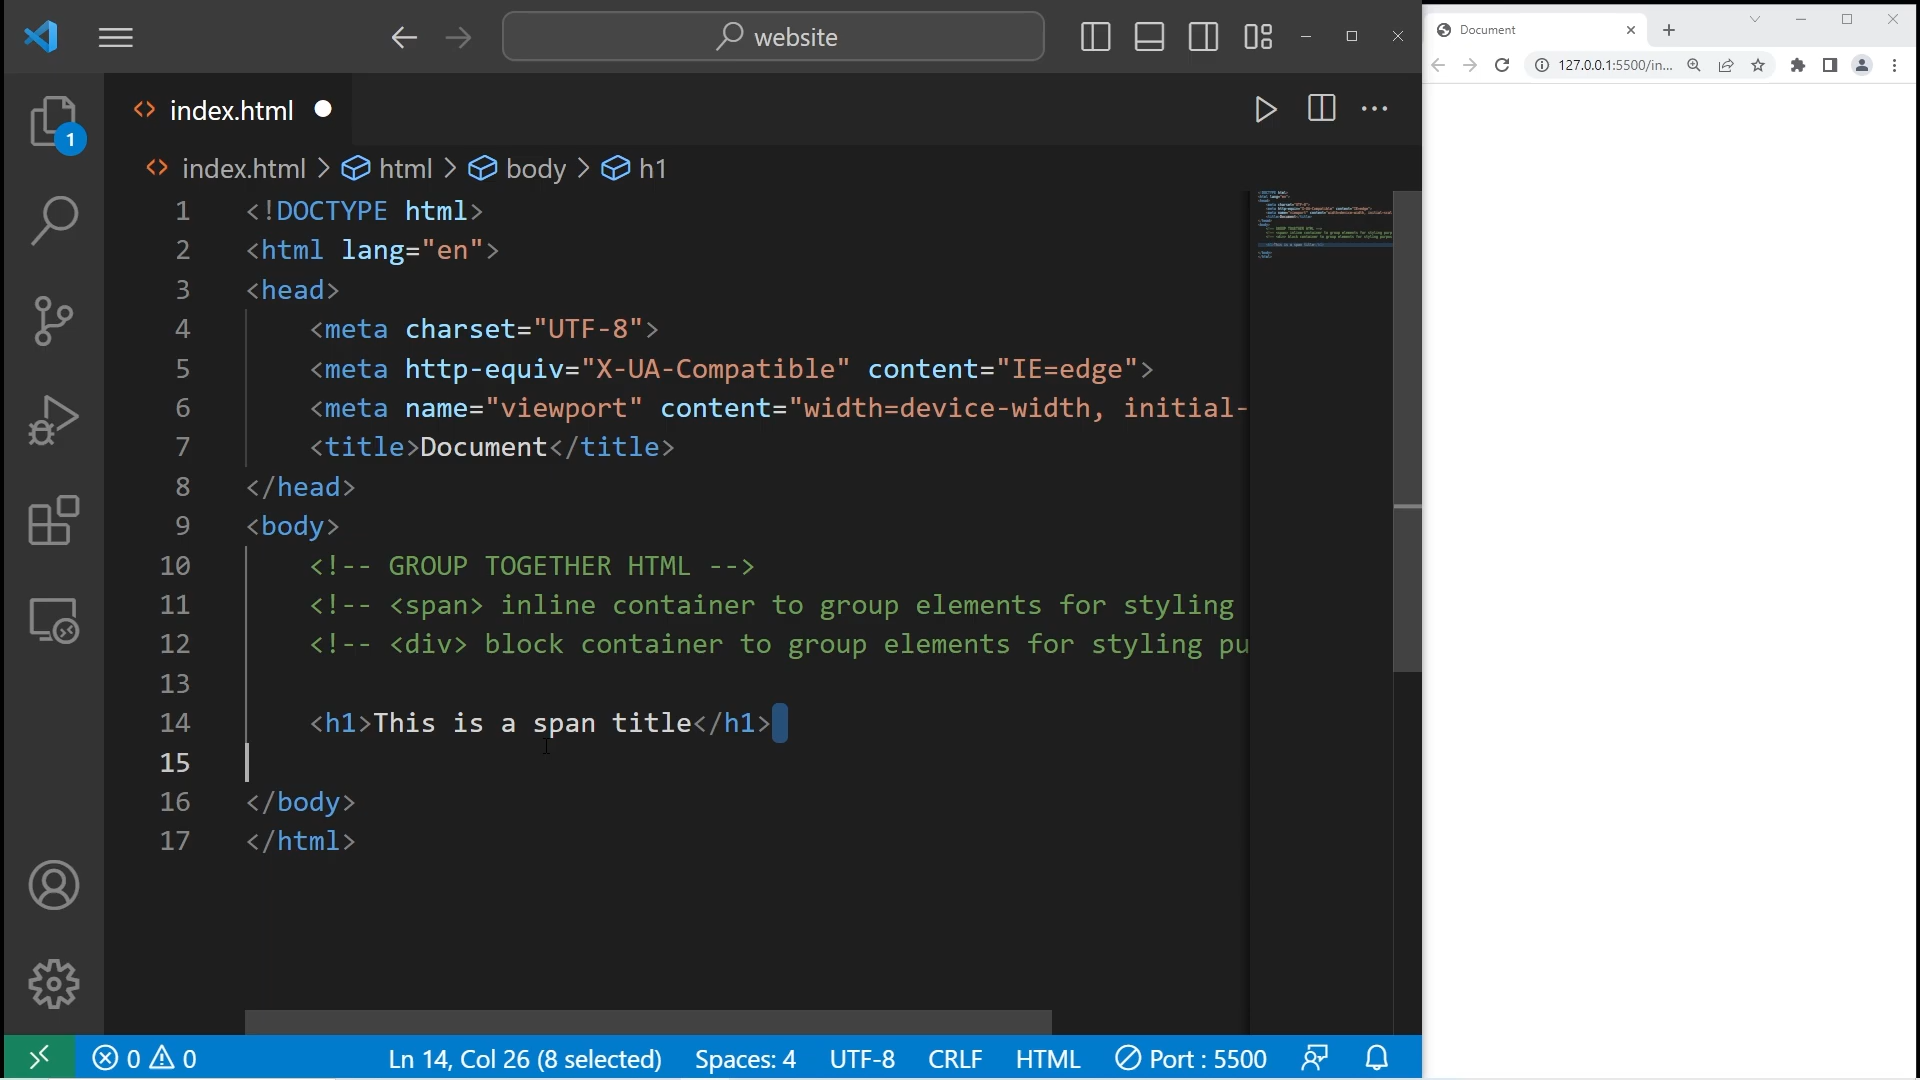 website
Document
127.0.0.1:5500/in...
1
index.html
index.html > html > body > h1
1 <!DOCTYPE html>
2 <html lang="en">
3 <head>
4 <meta charset="UTF-8">
5 <meta http-equiv="X-UA-Compatible" content="IE=edge">
6 <meta name="viewport" content="width=device-width, initial-
7 <title>Document</title>
8 </head>
9 <body>
10 <!-- GROUP TOGETHER HTML -->
11 <!-- <span> inline container to group elements for styling
12 <!-- <div> block container to group elements for styling pu
13
14 <h1>This is a span title</h1>
15
16 </body>
17 </html>
0 0 Ln 14, Col 26 (8 selected) Spaces: 4 UTF-8 CRLF HTML Port : 5500